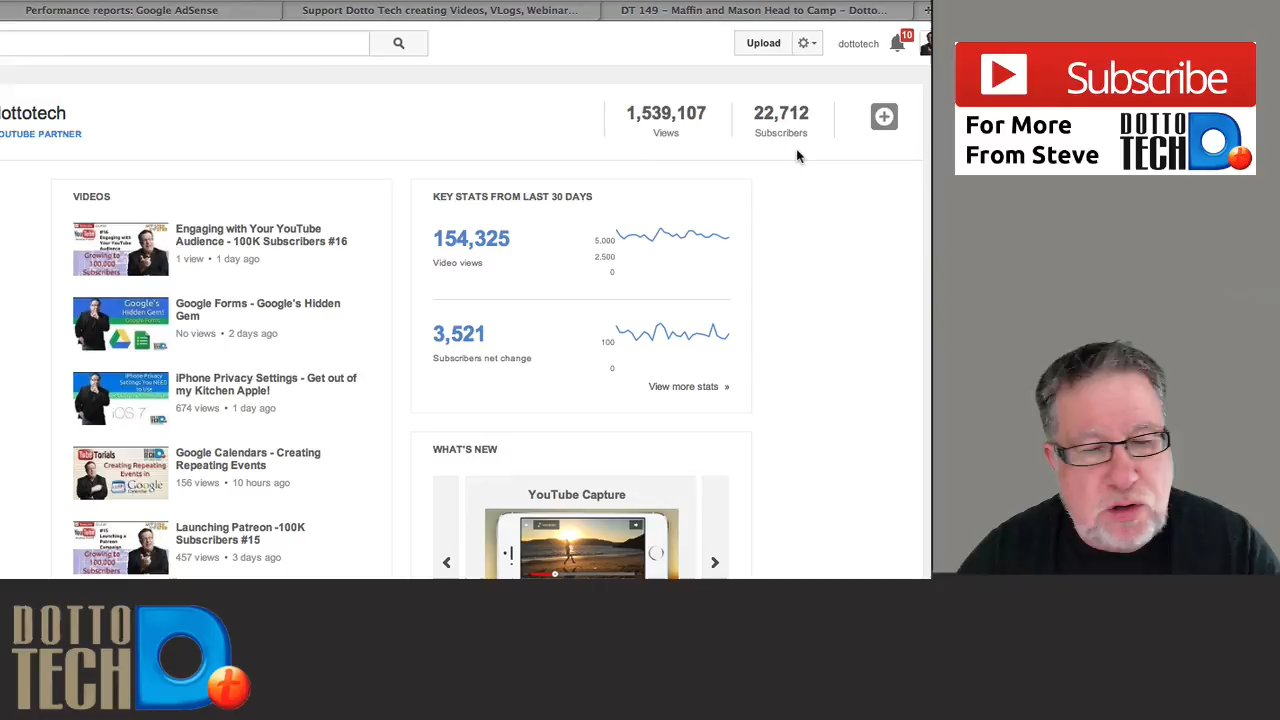 Performance reports: Google AdSense
Support Dotto Tech creating Videos, VLogs, Webinar...
DT 149 – Maffin and Mason Head to Camp – Dotto...
Upload
dottotech
10
ottotech
OUTUBE PARTNER
1,539,107
Views
22,712
Subscribers
Subscribe
For More
From Steve
DOTTO
TECH
VIDEOS
Engaging with Your YouTube
Audience - 100K Subscribers #16
1 view • 1 day ago
Google Forms - Google's Hidden
Gem
No views • 2 days ago
iPhone Privacy Settings - Get out of
my Kitchen Apple!
674 views • 1 day ago
Google Calendars - Creating
Repeating Events
156 views • 10 hours ago
Launching Patreon -100K
Subscribers #15
457 views • 3 days ago
KEY STATS FROM LAST 30 DAYS
154,325
Video views
5,000
2,500
0
3,521
Subscribers net change
100
0
View more stats »
WHAT'S NEW
YouTube Capture
DOTTO
TECH